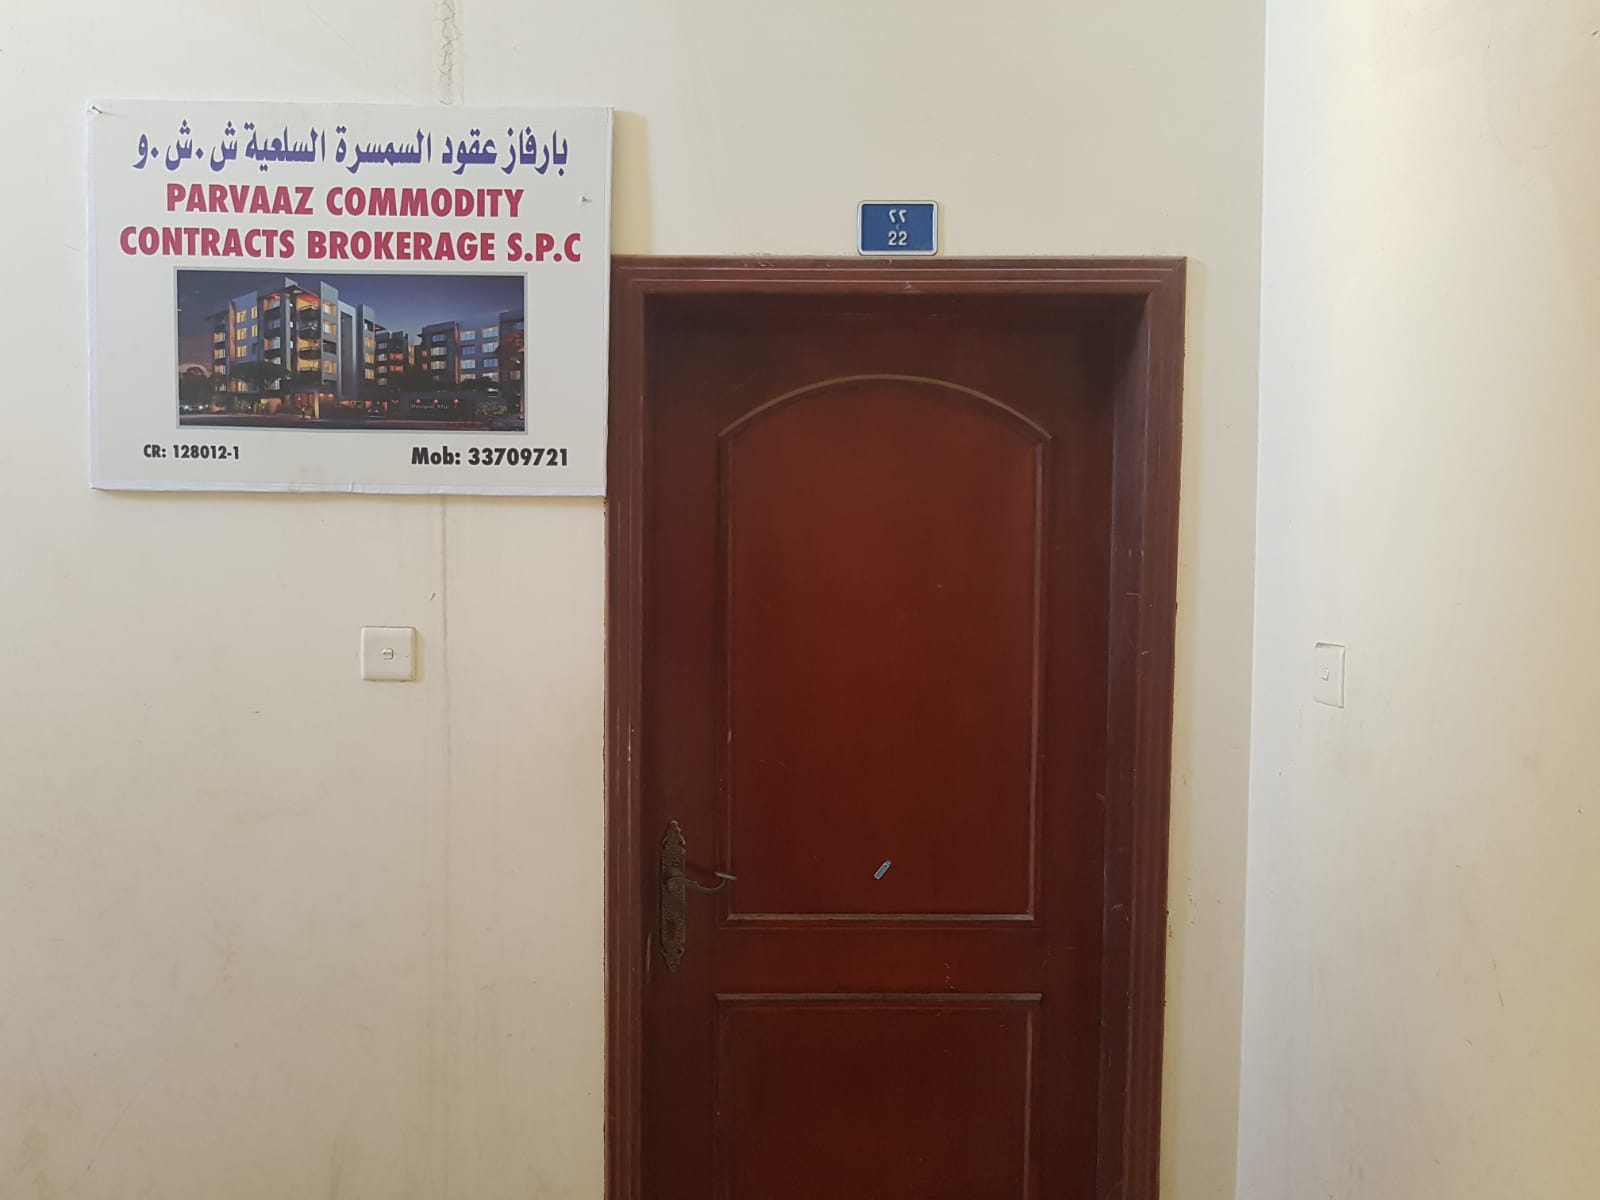 بارفاز عقود السمسرة السلعية ش.ش.و
PARVAAZ COMMODITY
CONTRACTS BROKERAGE S.P.C
CR: 128012-1
Mob: 33709721
٢٢
22